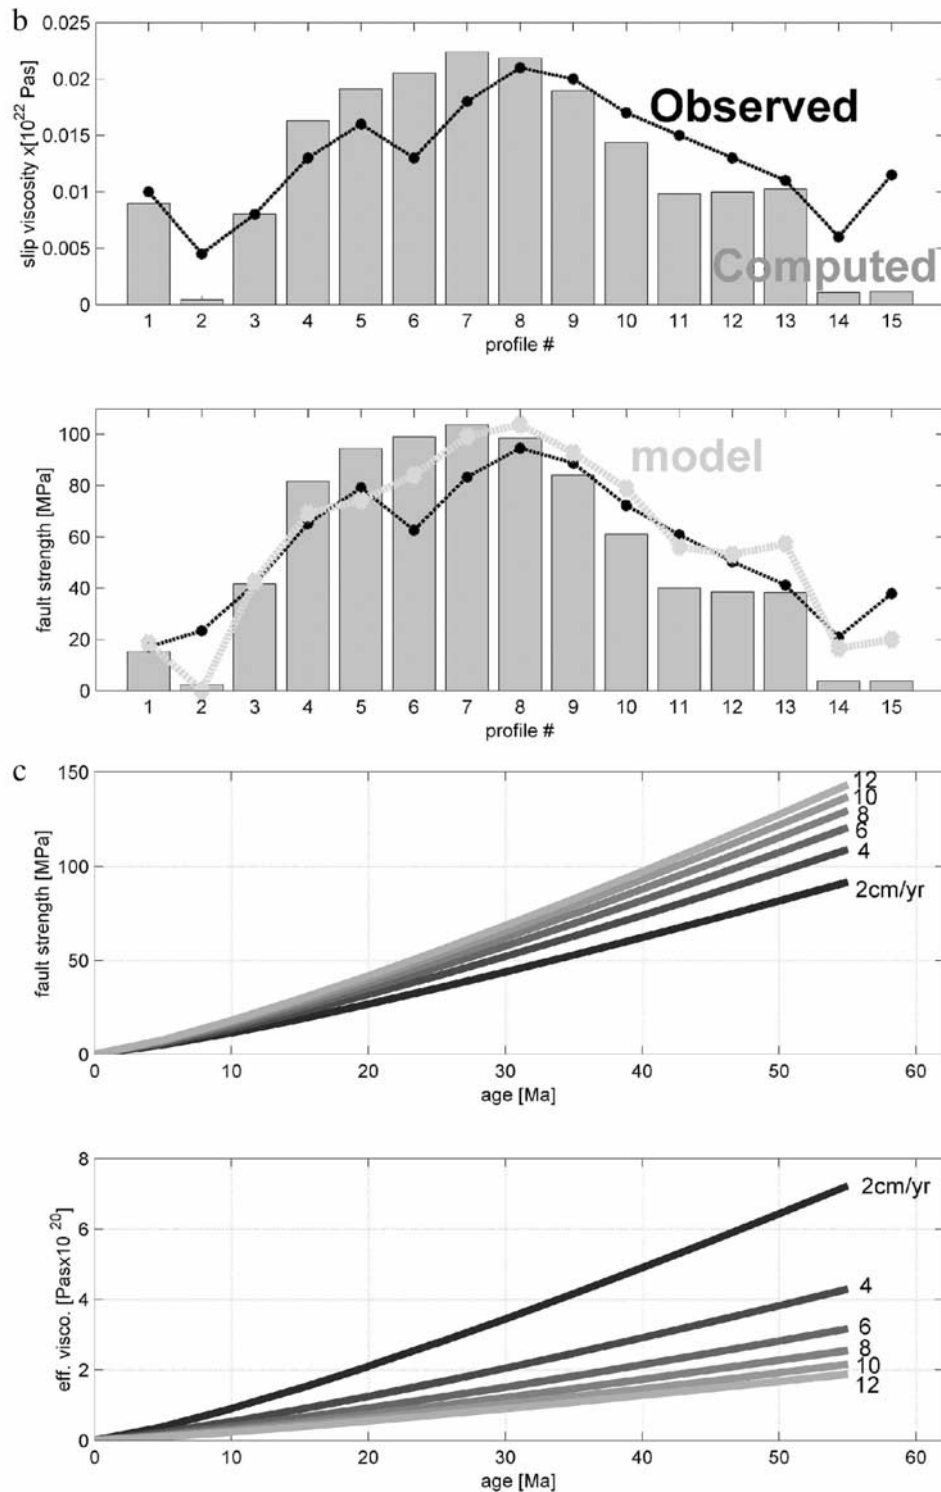 b
0.025
0.02
0.015
0.01
0.005
0
slip viscosity x[10^22 Pas]
Observed
Computed
1 2 3 4 5 6 7 8 9 10 11 12 13 14 15
profile #
100
80
60
40
20
0
fault strength [MPa]
model
1 2 3 4 5 6 7 8 9 10 11 12 13 14 15
profile #
c
150
100
50
0
fault strength [MPa]
12
10
8
6
4
2cm/yr
0 10 20 30 40 50 60
age [Ma]
8
6
4
2
0
eff. visco. [Pasx10^20]
2cm/yr
4
6
8
10
12
0 10 20 30 40 50 60
age [Ma]